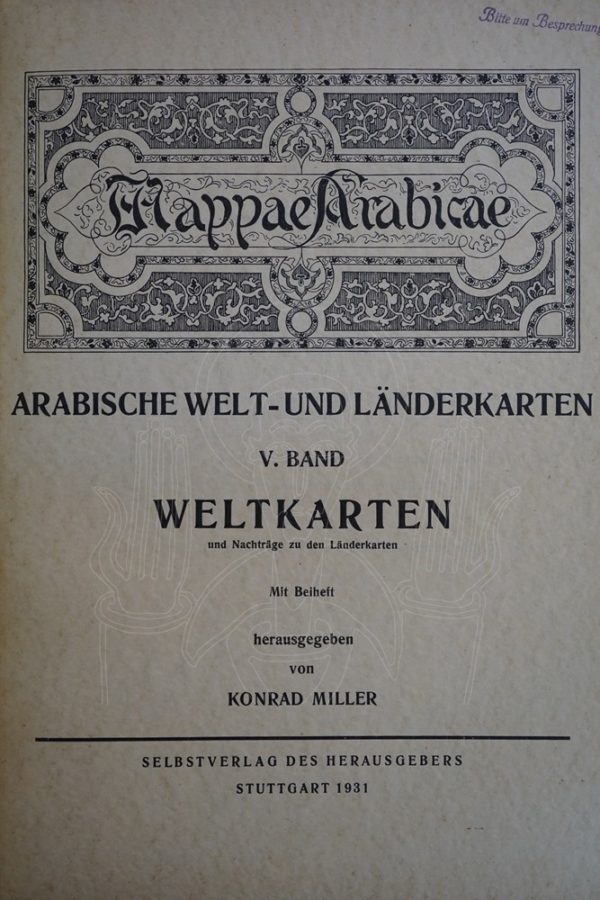 Bitte um Besprechung
Mappae Arabicae
ARABISCHE WELT- UND LÄNDERKARTEN
V. BAND
WELTKARTEN
und Nachträge zu den Länderkarten
Mit Beiheft
herausgegeben
von
KONRAD MILLER
SELBSTVERLAG DES HERAUSGEBERS
STUTTGART 1931